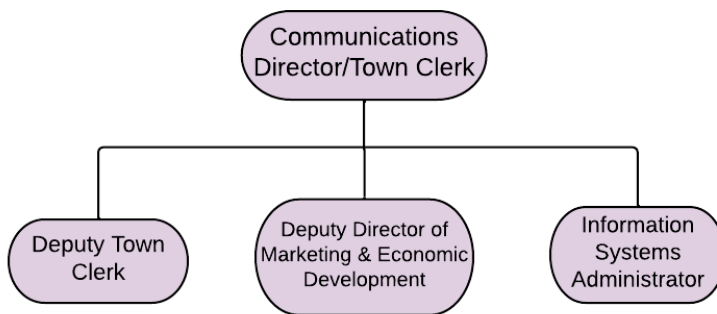 Communications
Director/Town Clerk
Deputy Town
Clerk
Deputy Director of
Marketing & Economic
Development
Information
Systems
Administrator